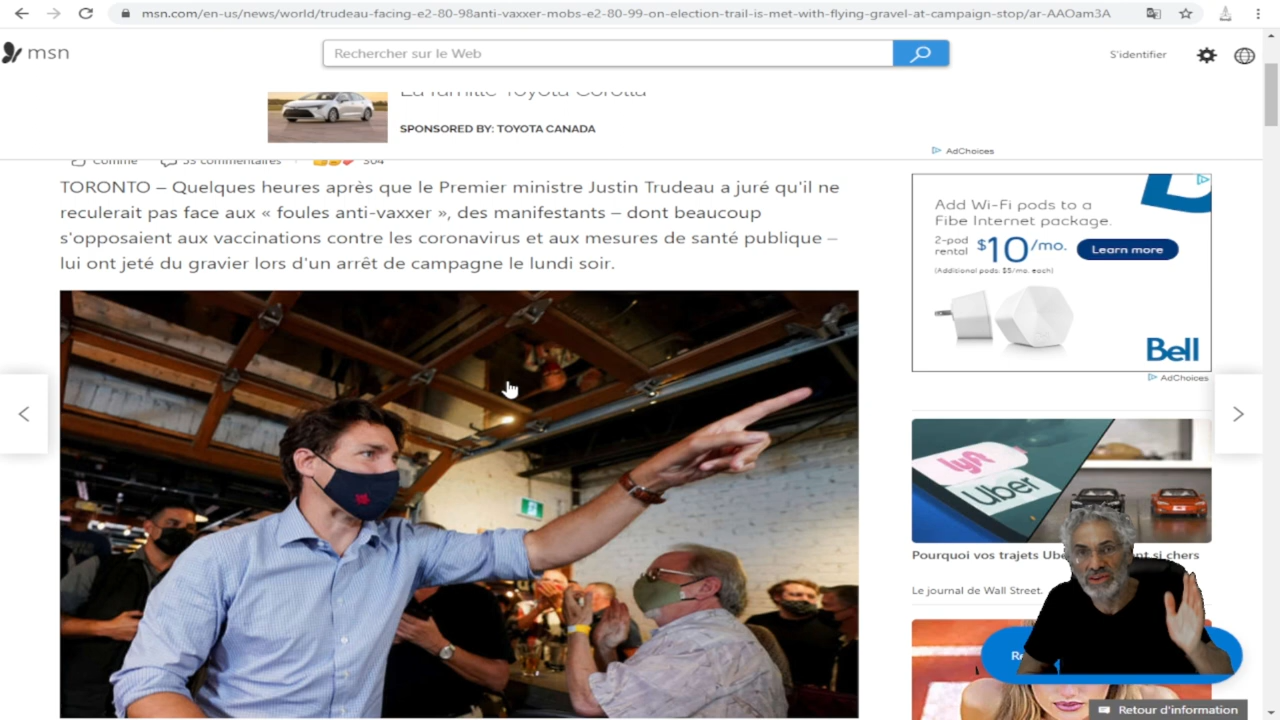 msn.com/en-us/news/world/trudeau-facing-e2-80-98anti-vaxxer-mobs-e2-80-99-on-election-trail-is-met-with-flying-gravel-at-campaign-stop/ar-AAOam3A
msn
Rechercher sur le Web
S'identifier
La famille Toyota Corolla
SPONSORED BY: TOYOTA CANADA
AdChoices
Comme
53 commentaires
304
TORONTO – Quelques heures après que le Premier ministre Justin Trudeau a juré qu'il ne
reculerait pas face aux « foules anti-vaxxer », des manifestants – dont beaucoup
s'opposaient aux vaccinations contre les coronavirus et aux mesures de santé publique –
lui ont jeté du gravier lors d'un arrêt de campagne le lundi soir.
Add Wi-Fi pods to a
Fibe Internet package.
2-pod
rental
$10/mo.
Learn more
(Additional pods. $5/mo. each)
Bell
AdChoices
lyft
Uber
Pourquoi vos trajets
si chers
Le journal de Wall Street.
Retour d'information